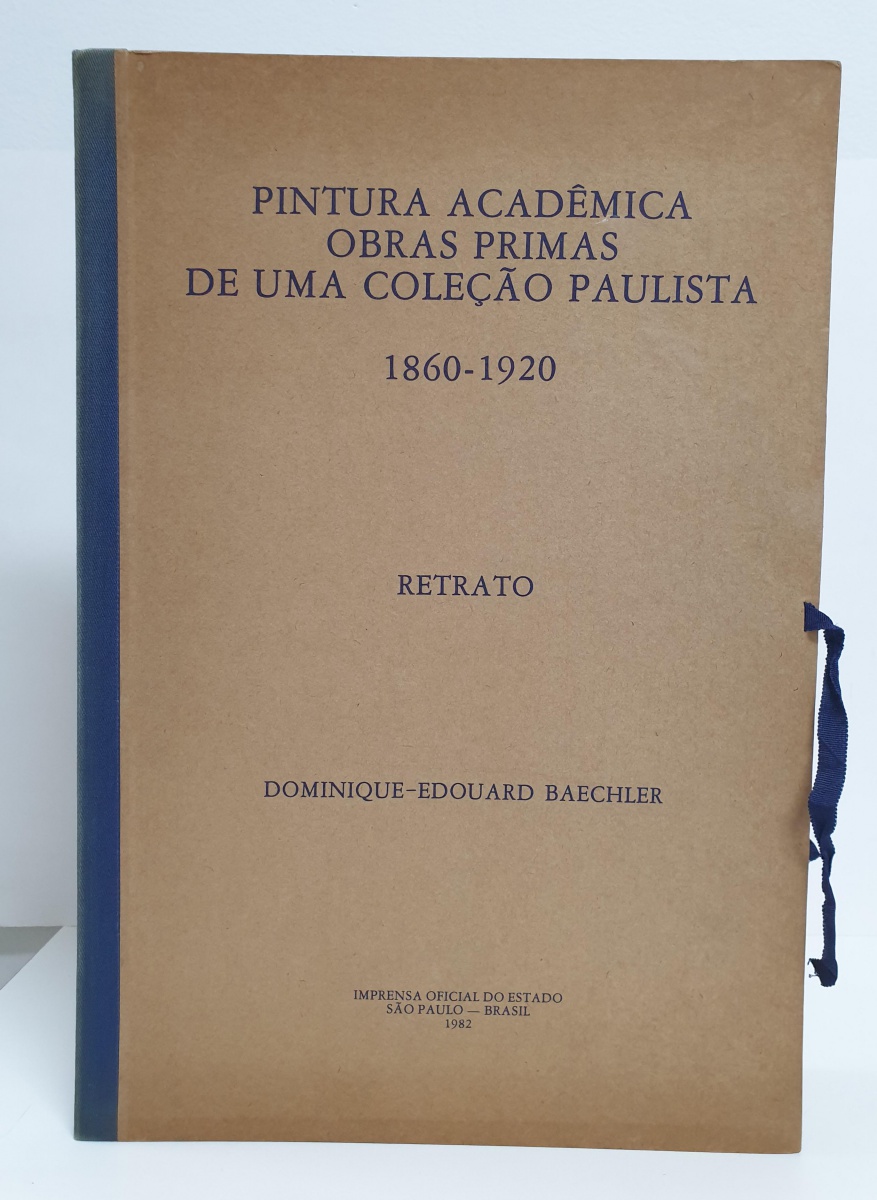 PINTURA ACADÊMICA
OBRAS PRIMAS
DE UMA COLEÇÃO PAULISTA
1860-1920
RETRATO
DOMINIQUE-EDOUARD BAECHLER
IMPRENSA OFICIAL DO ESTADO
SÃO PAULO — BRASIL
1982